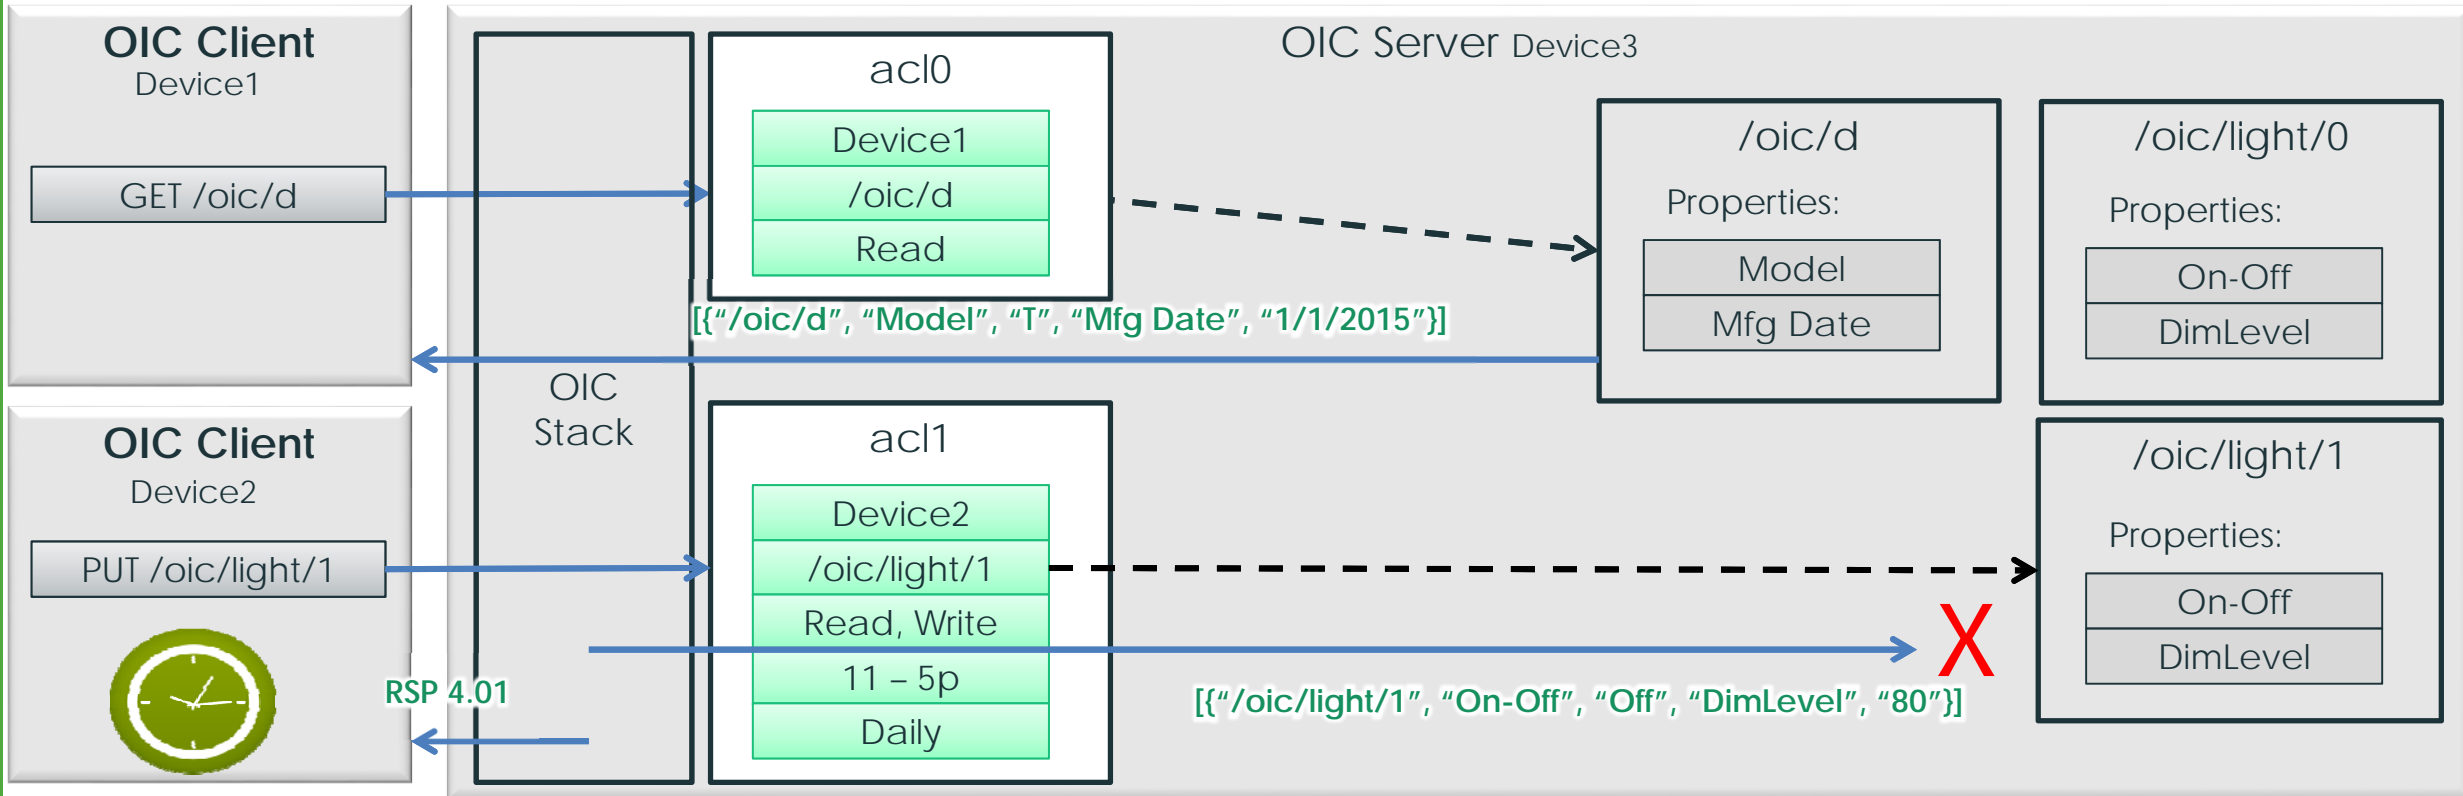 OIC Client
Device1
GET /oic/d
OIC Client
Device2
PUT /oic/light/1
RSP 4.01
OIC
Stack
OIC Server Device3
acl0
Device1
/oic/d
Read
[{“/oic/d”, “Model”, “T”, “Mfg Date”, “1/1/2015”}]
acl1
Device2
/oic/light/1
Read, Write
11 – 5p
Daily
[{“/oic/light/1”, “On-Off”, “Off”, “DimLevel”, “80”}]
X
/oic/d
Properties:
Model
Mfg Date
/oic/light/0
Properties:
On-Off
DimLevel
/oic/light/1
Properties:
On-Off
DimLevel